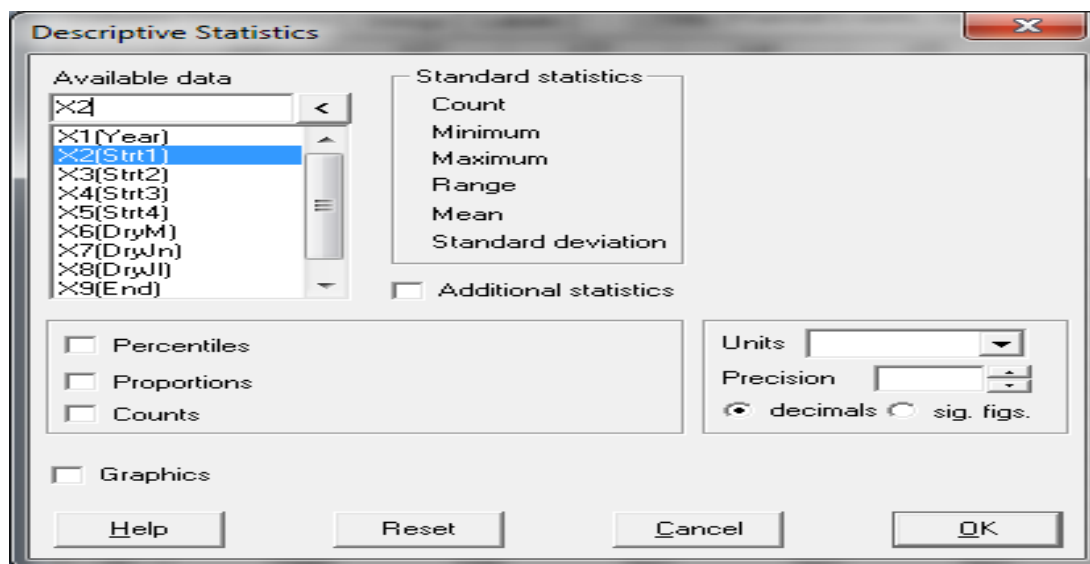 Descriptive Statistics
Available data
X2
<
X1(Year)
X2(Strt1)
X3(Strt2)
X4(Strt3)
X5(Strt4)
X6(DryM)
X7(DryJn)
X8(DryJl)
X9(End)
Standard statistics
Count
Minimum
Maximum
Range
Mean
Standard deviation
Additional statistics
Percentiles
Proportions
Counts
Units
Precision
decimals sig. figs.
Graphics
Help Reset Cancel OK